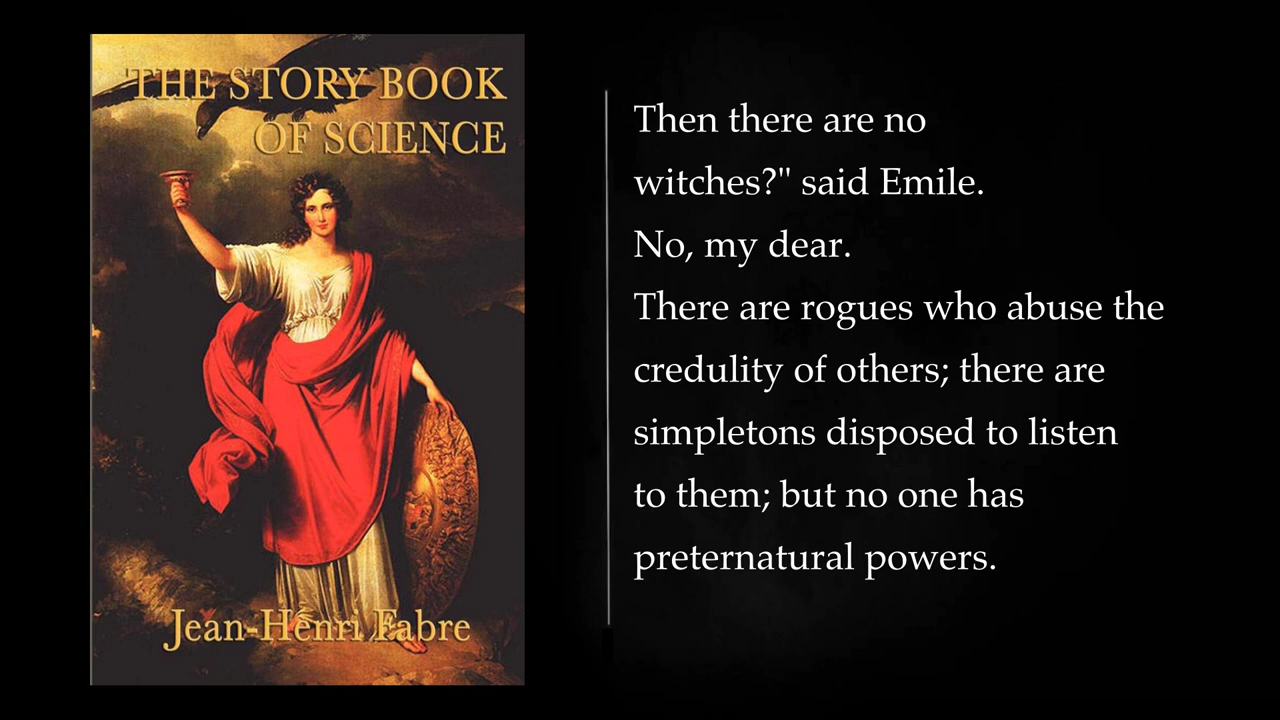 THE STORY BOOK
OF SCIENCE
Jean-Henri Fabre
Then there are no
witches?" said Emile.
No, my dear.
There are rogues who abuse the
credulity of others; there are
simpletons disposed to listen
to them; but no one has
preternatural powers.